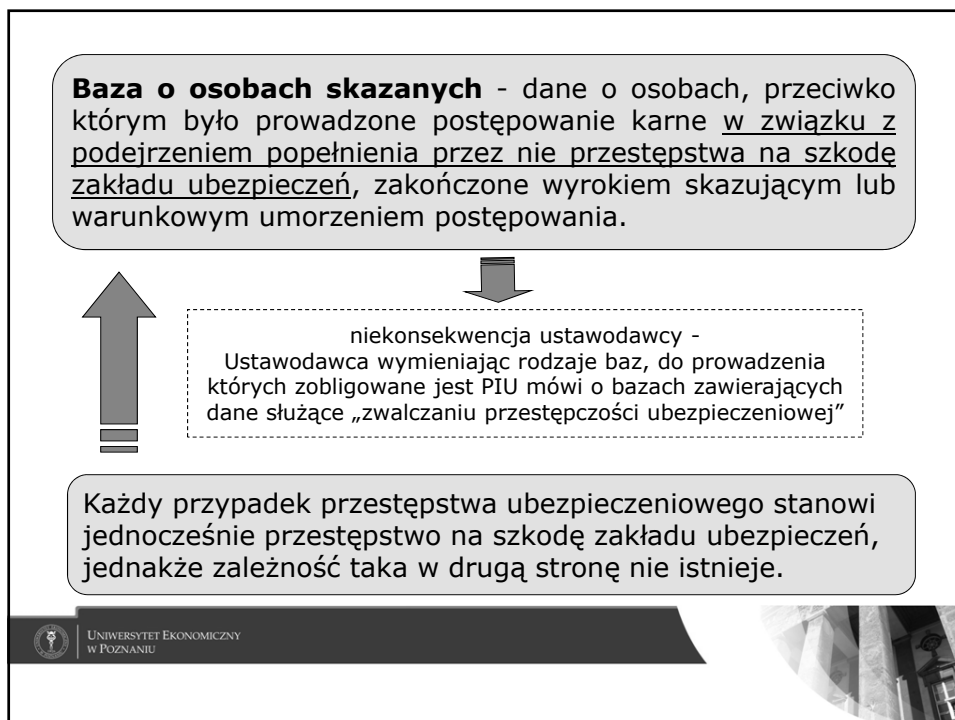 Baza o osobach skazanych - dane o osobach, przeciwko
którym było prowadzone postępowanie karne w związku z
podejrzeniem popełnienia przez nie przestępstwa na szkodę
zakładu ubezpieczeń, zakończone wyrokiem skazującym lub
warunkowym umorzeniem postępowania.
niekonsekwencja ustawodawcy -
Ustawodawca wymieniając rodzaje baz, do prowadzenia
których zobligowane jest PIU mówi o bazach zawierających
dane służące „zwalczaniu przestępczości ubezpieczeniowej”
Każdy przypadek przestępstwa ubezpieczeniowego stanowi
jednocześnie przestępstwo na szkodę zakładu ubezpieczeń,
jednakże zależność taka w drugą stronę nie istnieje.
UNIWERSYTET EKONOMICZNY
W POZNANIU